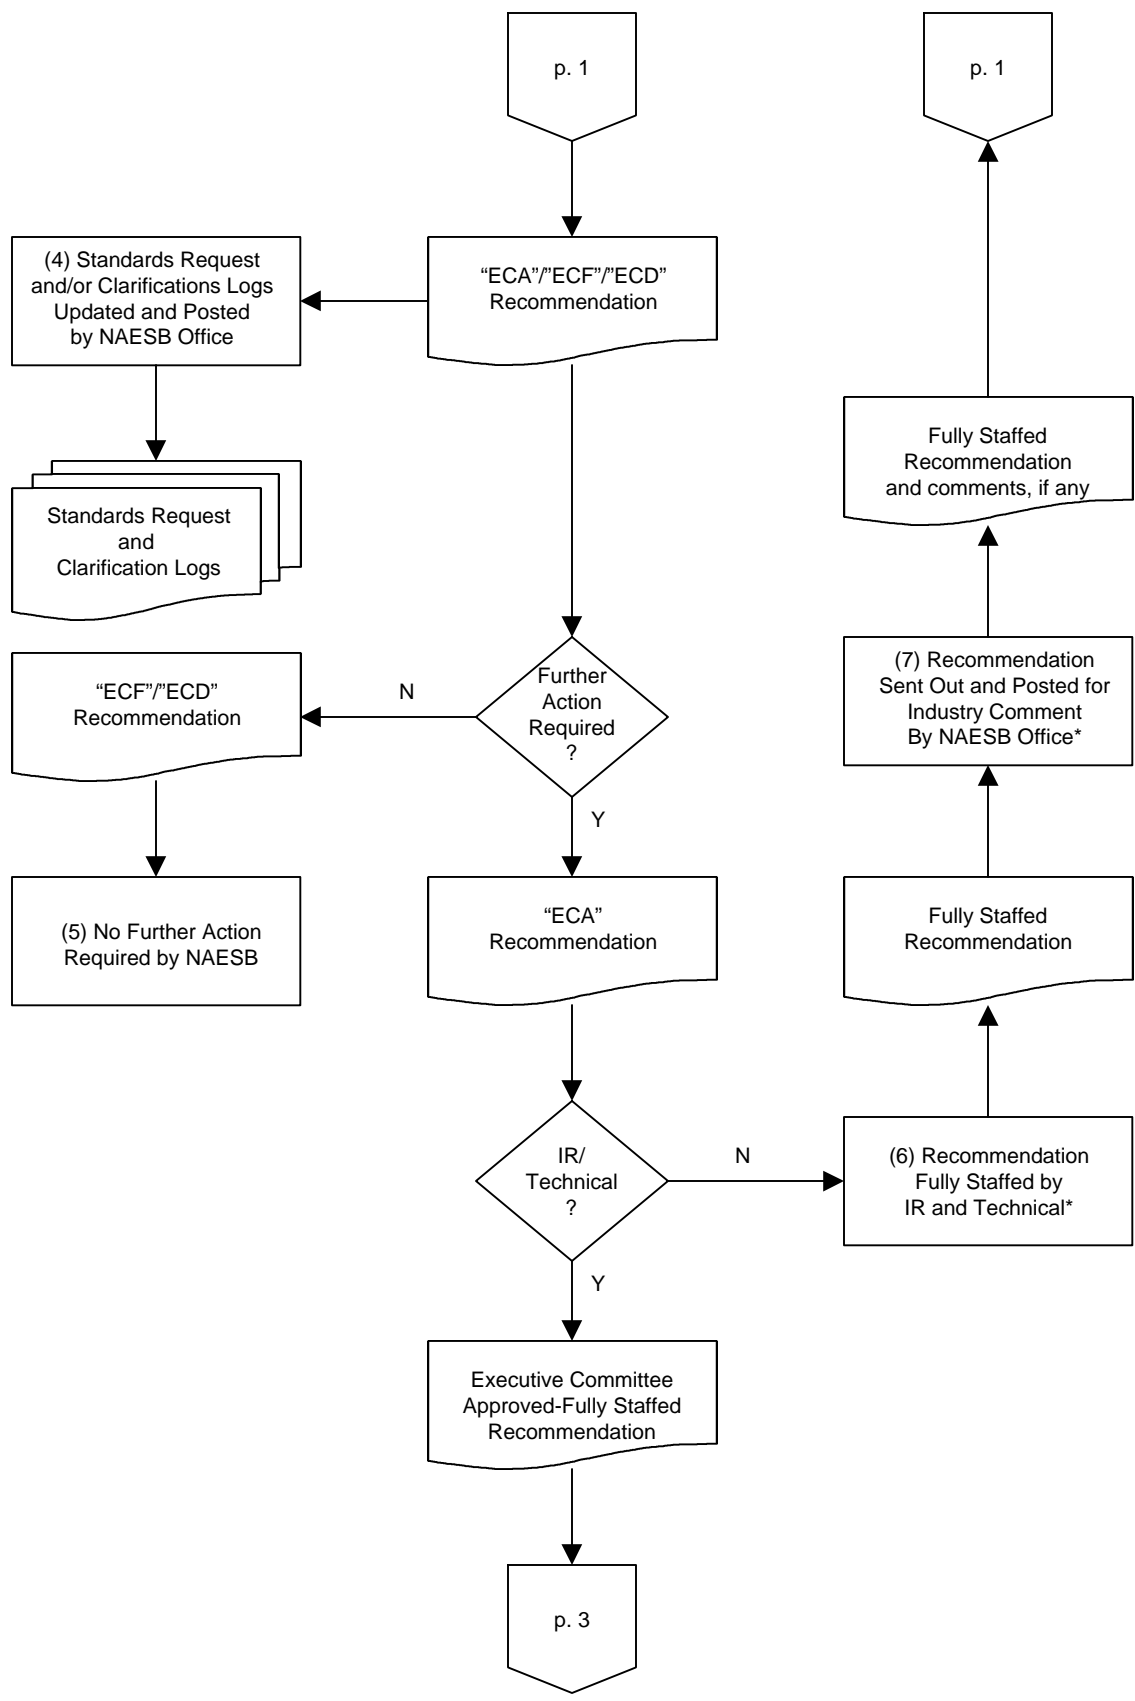 p. 1
p. 1
(4) Standards Request
and/or Clarifications Logs
Updated and Posted
by NAESB Office
“ECA”/”ECF”/”ECD”
Recommendation
Fully Staffed
Recommendation
and comments, if any
Standards Request
and
Clarification Logs
“ECF”/”ECD”
Recommendation
N
Further
Action
Required
?
Y
(7) Recommendation
Sent Out and Posted for
Industry Comment
By NAESB Office*
(5) No Further Action
Required by NAESB
“ECA”
Recommendation
Fully Staffed
Recommendation
IR/
Technical
?
N
Y
(6) Recommendation
Fully Staffed by
IR and Technical*
Executive Committee
Approved-Fully Staffed
Recommendation
p. 3